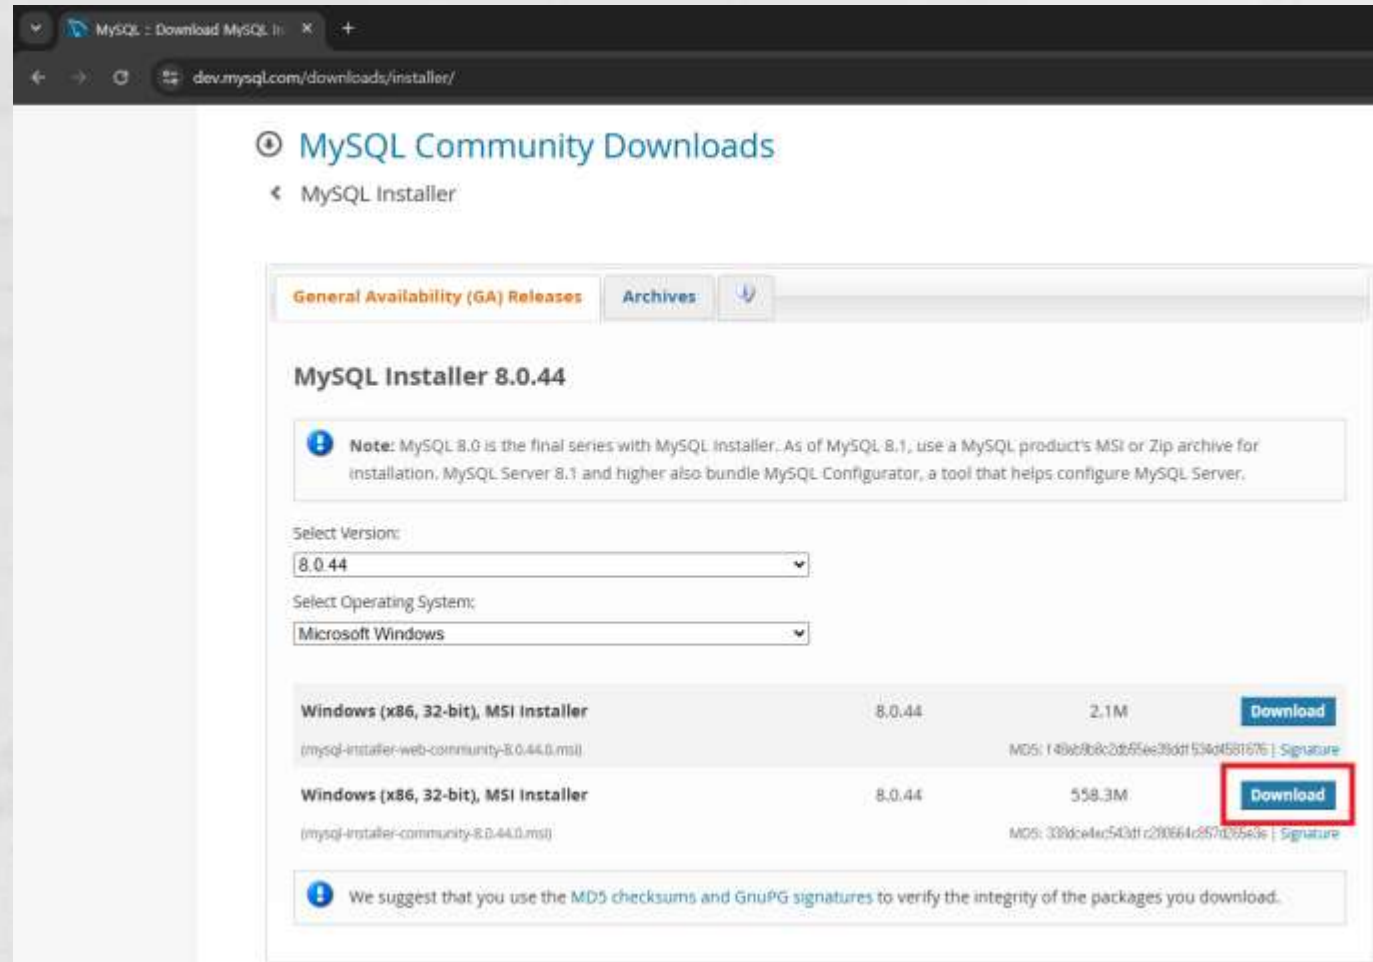 MySQL :: Download MySQL In
dev.mysql.com/downloads/installer/
MySQL Community Downloads
MySQL Installer
General Availability (GA) Releases
Archives
MySQL Installer 8.0.44
Note: MySQL 8.0 is the final series with MySQL Installer. As of MySQL 8.1, use a MySQL product's MSI or Zip archive for
installation. MySQL Server 8.1 and higher also bundle MySQL Configurator, a tool that helps configure MySQL Server.
Select Version:
8.0.44
Select Operating System:
Microsoft Windows
Windows (x86, 32-bit), MSI Installer 8.0.44 2.1M Download
(mysql-installer-web-community-8.0.44.0.msi) MD5: | Signature
Windows (x86, 32-bit), MSI Installer 8.0.44 558.3M Download
(mysql-installer-community-8.0.44.0.msi) MD5: | Signature
We suggest that you use the MD5 checksums and GnuPG signatures to verify the integrity of the packages you download.